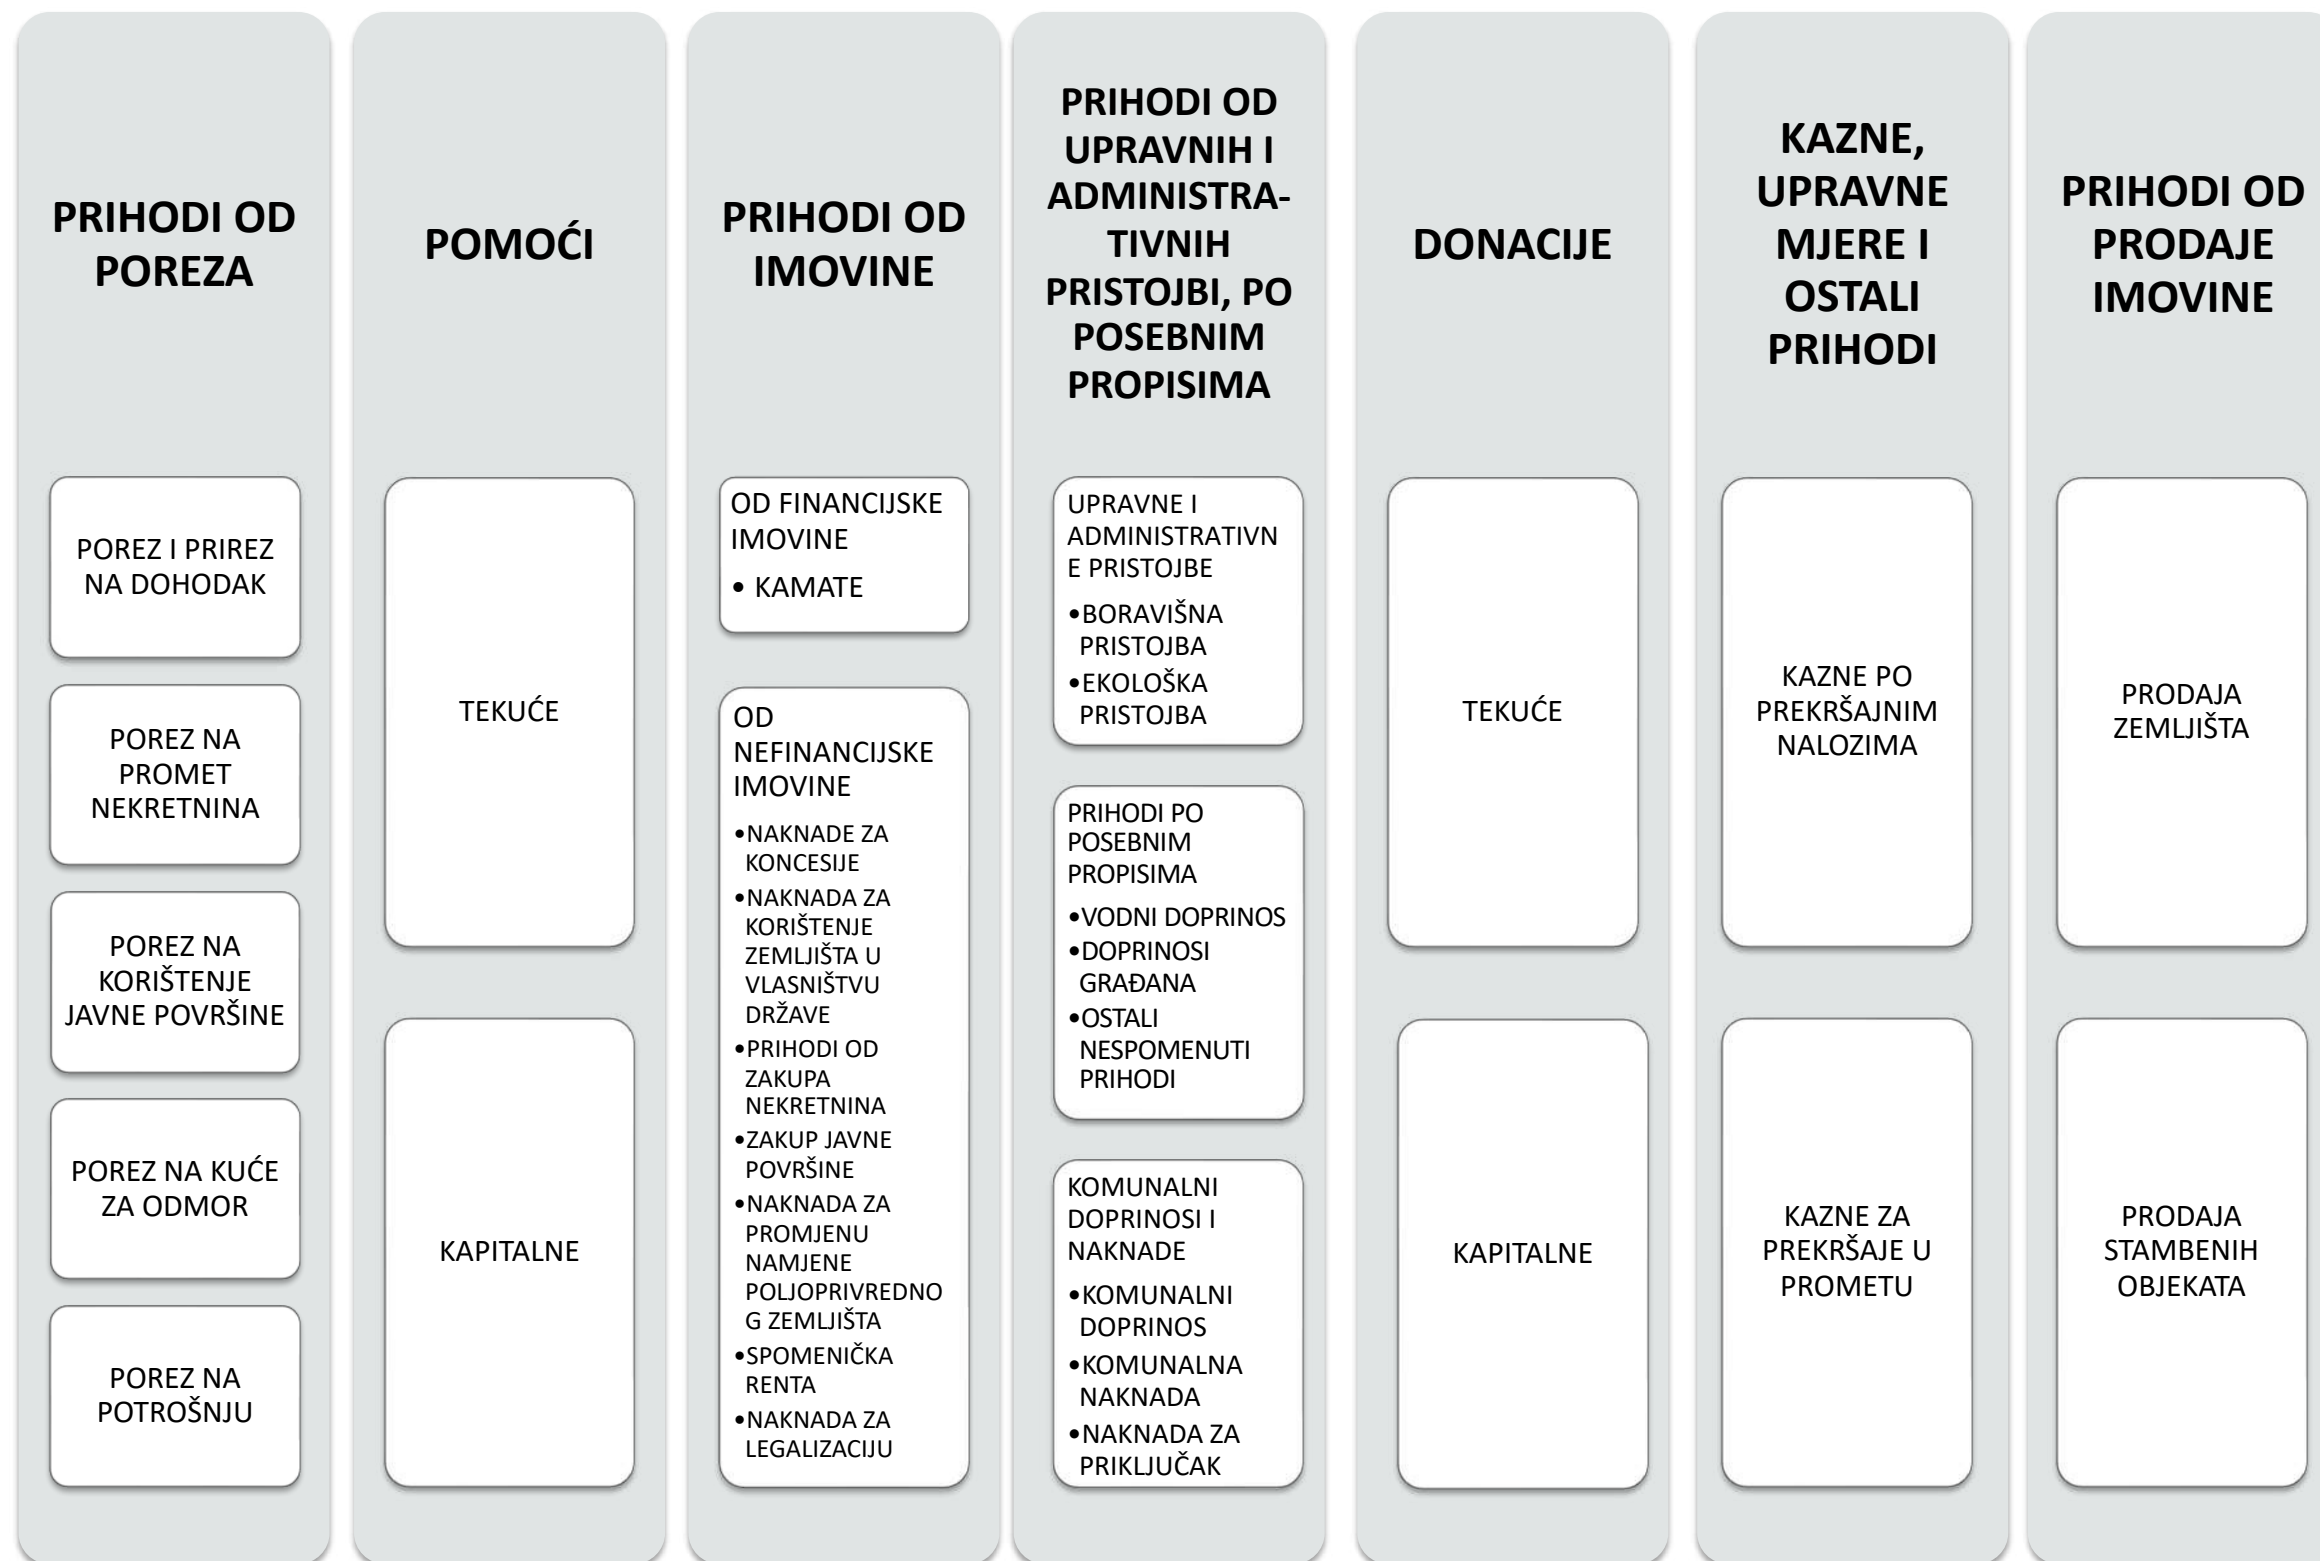 PRIHODI OD
POREZA
POREZ I PRIREZ
NA DOHODAK
POREZ NA
PROMET
NEKRETNINA
POREZ NA
KORIŠTENJE
JAVNE POVRŠINE
POREZ NA KUĆE
ZA ODMOR
POREZ NA
POTROŠNJU
POMOĆI
TEKUĆE
KAPITALNE
PRIHODI OD
IMOVINE
OD FINANCIJSKE
IMOVINE
• KAMATE
OD
NEFINANCIJSKE
IMOVINE
•NAKNADE ZA
KONCESIJE
•NAKNADA ZA
KORIŠTENJE
ZEMLJIŠTA U
VLASNIŠTVU
DRŽAVE
•PRIHODI OD
ZAKUPA
NEKRETNINA
•ZAKUP JAVNE
POVRŠINE
•NAKNADA ZA
PROMJENU
NAMJENE
POLJOPRIVREDNO
G ZEMLJIŠTA
•SPOMENIČKA
RENTA
•NAKNADA ZA
LEGALIZACIJU
PRIHODI OD
UPRAVNIH I
ADMINISTRA-
TIVNIH
PRISTOJBI, PO
POSEBNIM
PROPISIMA
UPRAVNE I
ADMINISTRATIVN
E PRISTOJBE
•BORAVIŠNA
PRISTOJBA
•EKOLOŠKA
PRISTOJBA
PRIHODI PO
POSEBNIM
PROPISIMA
•VODNI DOPRINOS
•DOPRINOSI
GRAĐANA
•OSTALI
NESPOMENUTI
PRIHODI
KOMUNALNI
DOPRINOSI I
NAKNADE
•KOMUNALNI
DOPRINOS
•KOMUNALNA
NAKNADA
•NAKNADA ZA
PRIKLJUČAK
DONACIJE
TEKUĆE
KAPITALNE
KAZNE,
UPRAVNE
MJERE I
OSTALI
PRIHODI
KAZNE PO
PREKRŠAJNIM
NALOZIMA
KAZNE ZA
PREKRŠAJE U
PROMETU
PRIHODI OD
PRODAJE
IMOVINE
PRODAJA
ZEMLJIŠTA
PRODAJA
STAMBENIH
OBJEKATA